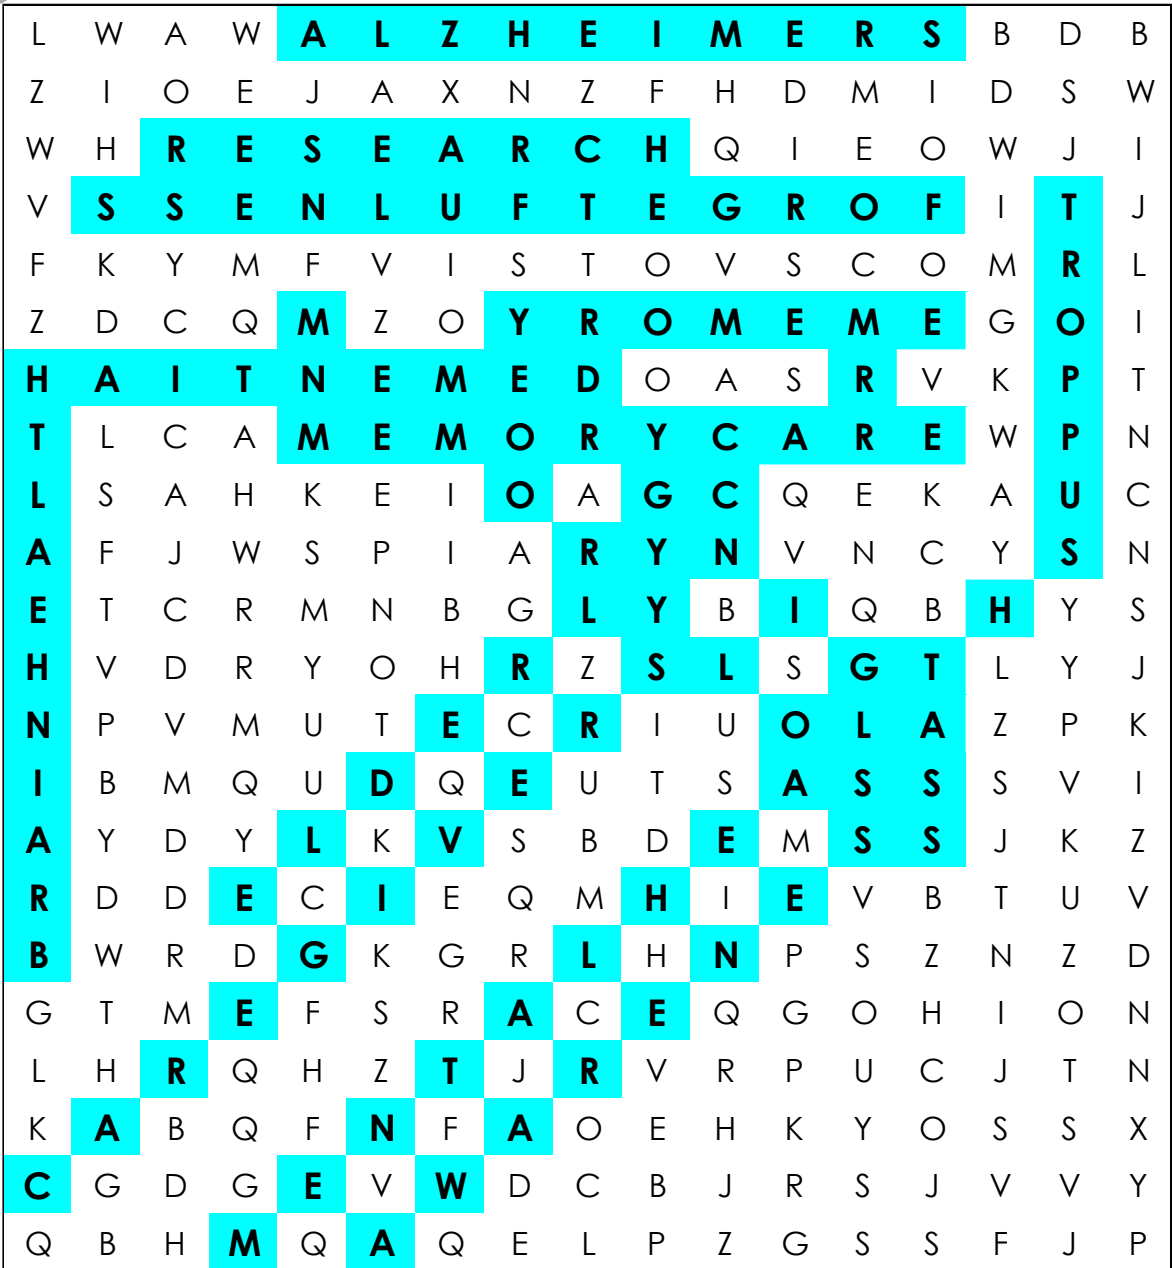 L W A W A L Z H E I M E R S B D B
Z I O E J A X N Z F H D M I D S W
W H R E S E A R C H Q I E O W J I
V S S E N L U F T E G R O F I T J
F K Y M F V I S T O V S C O M R L
Z D C Q M Z O Y R O M E M E G O I
H A I T N E M E D O A S R V K P T
T L C A M E M O R Y C A R E W P N
L S A H K E I O A G C Q E K A U C
A F J W S P I A R Y N V N C Y S N
E T C R M N B G L Y B I Q B H Y S
H V D R Y O H R Z S L S G T L Y J
N P V M U T E C R I U O L A Z P K
I B M Q U D Q E U T S A S S S V I
A Y D Y L K V S B D E M S S J K Z
R D D E C I E Q M H I E V B T U V
B W R D G K G R L H N P S Z N Z D
G T M E F S R A C E Q G O H I O N
L H R Q H Z T J R V R P U C J T N
K A B Q F N F A O E H K Y O S S X
C G D G E V W D C B J R S J V V Y
Q B H M Q A Q E L P Z G S S F J P